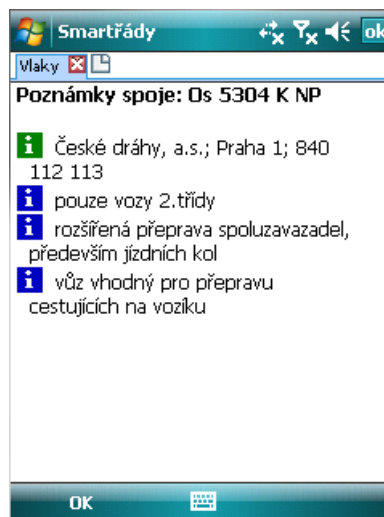 Smartřády
ok
Vlaky
Poznámky spoje: Os 5304 K NP
i České dráhy, a.s.; Praha 1; 840
112 113
i pouze vozy 2.třídy
i rozšířená přeprava spoluzavazadel,
především jízdních kol
i vůz vhodný pro přepravu
cestujících na vozíku
OK